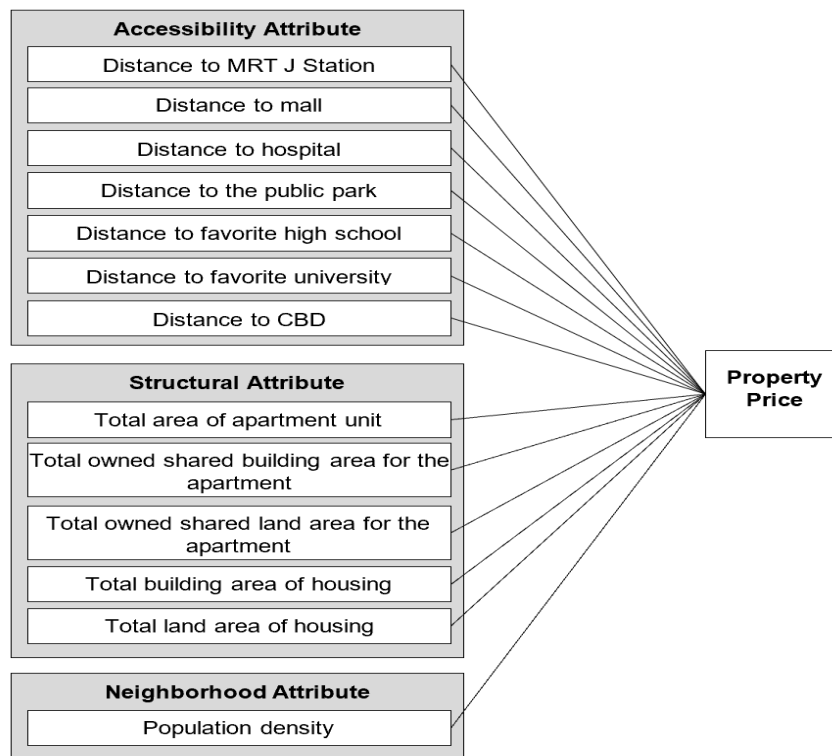 Accessibility Attribute
Distance to MRT J Station
Distance to mall
Distance to hospital
Distance to the public park
Distance to favorite high school
Distance to favorite university
Distance to CBD
Structural Attribute
Total area of apartment unit
Total owned shared building area for the
apartment
Total owned shared land area for the
apartment
Total building area of housing
Total land area of housing
Neighborhood Attribute
Population density
Property
Price